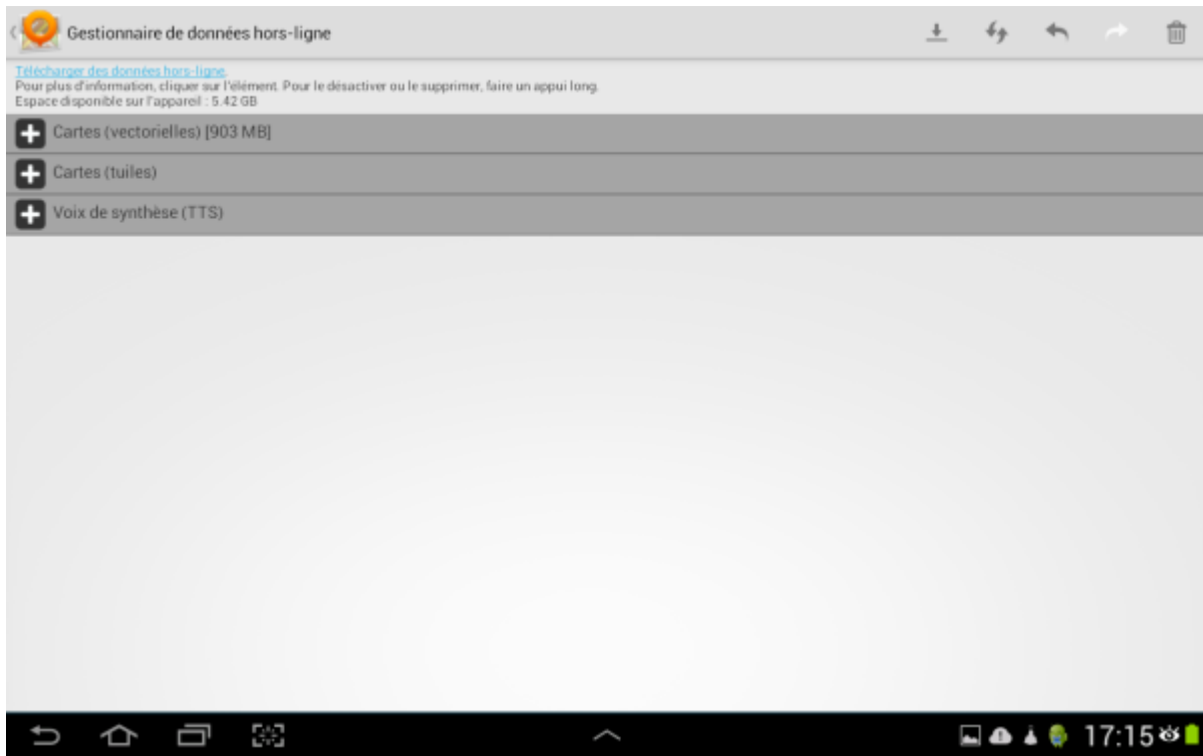 Gestionnaire de données hors-ligne
Télécharger des données hors-ligne.
Pour plus d'information, cliquer sur l'élément. Pour le désactiver ou le supprimer, faire un appui long.
Espace disponible sur l'appareil : 5.42 GB
Cartes (vectorielles) [903 MB]
Cartes (tuiles)
Voix de synthèse (TTS)
17:15